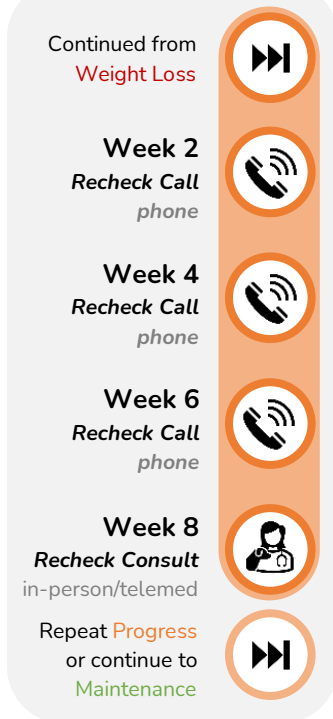 Continued from
Weight Loss
Week 2
Recheck Call
phone
Week 4
Recheck Call
phone
Week 6
Recheck Call
phone
Week 8
Recheck Consult
in-person/telemed
Repeat Progress
or continue to
Maintenance